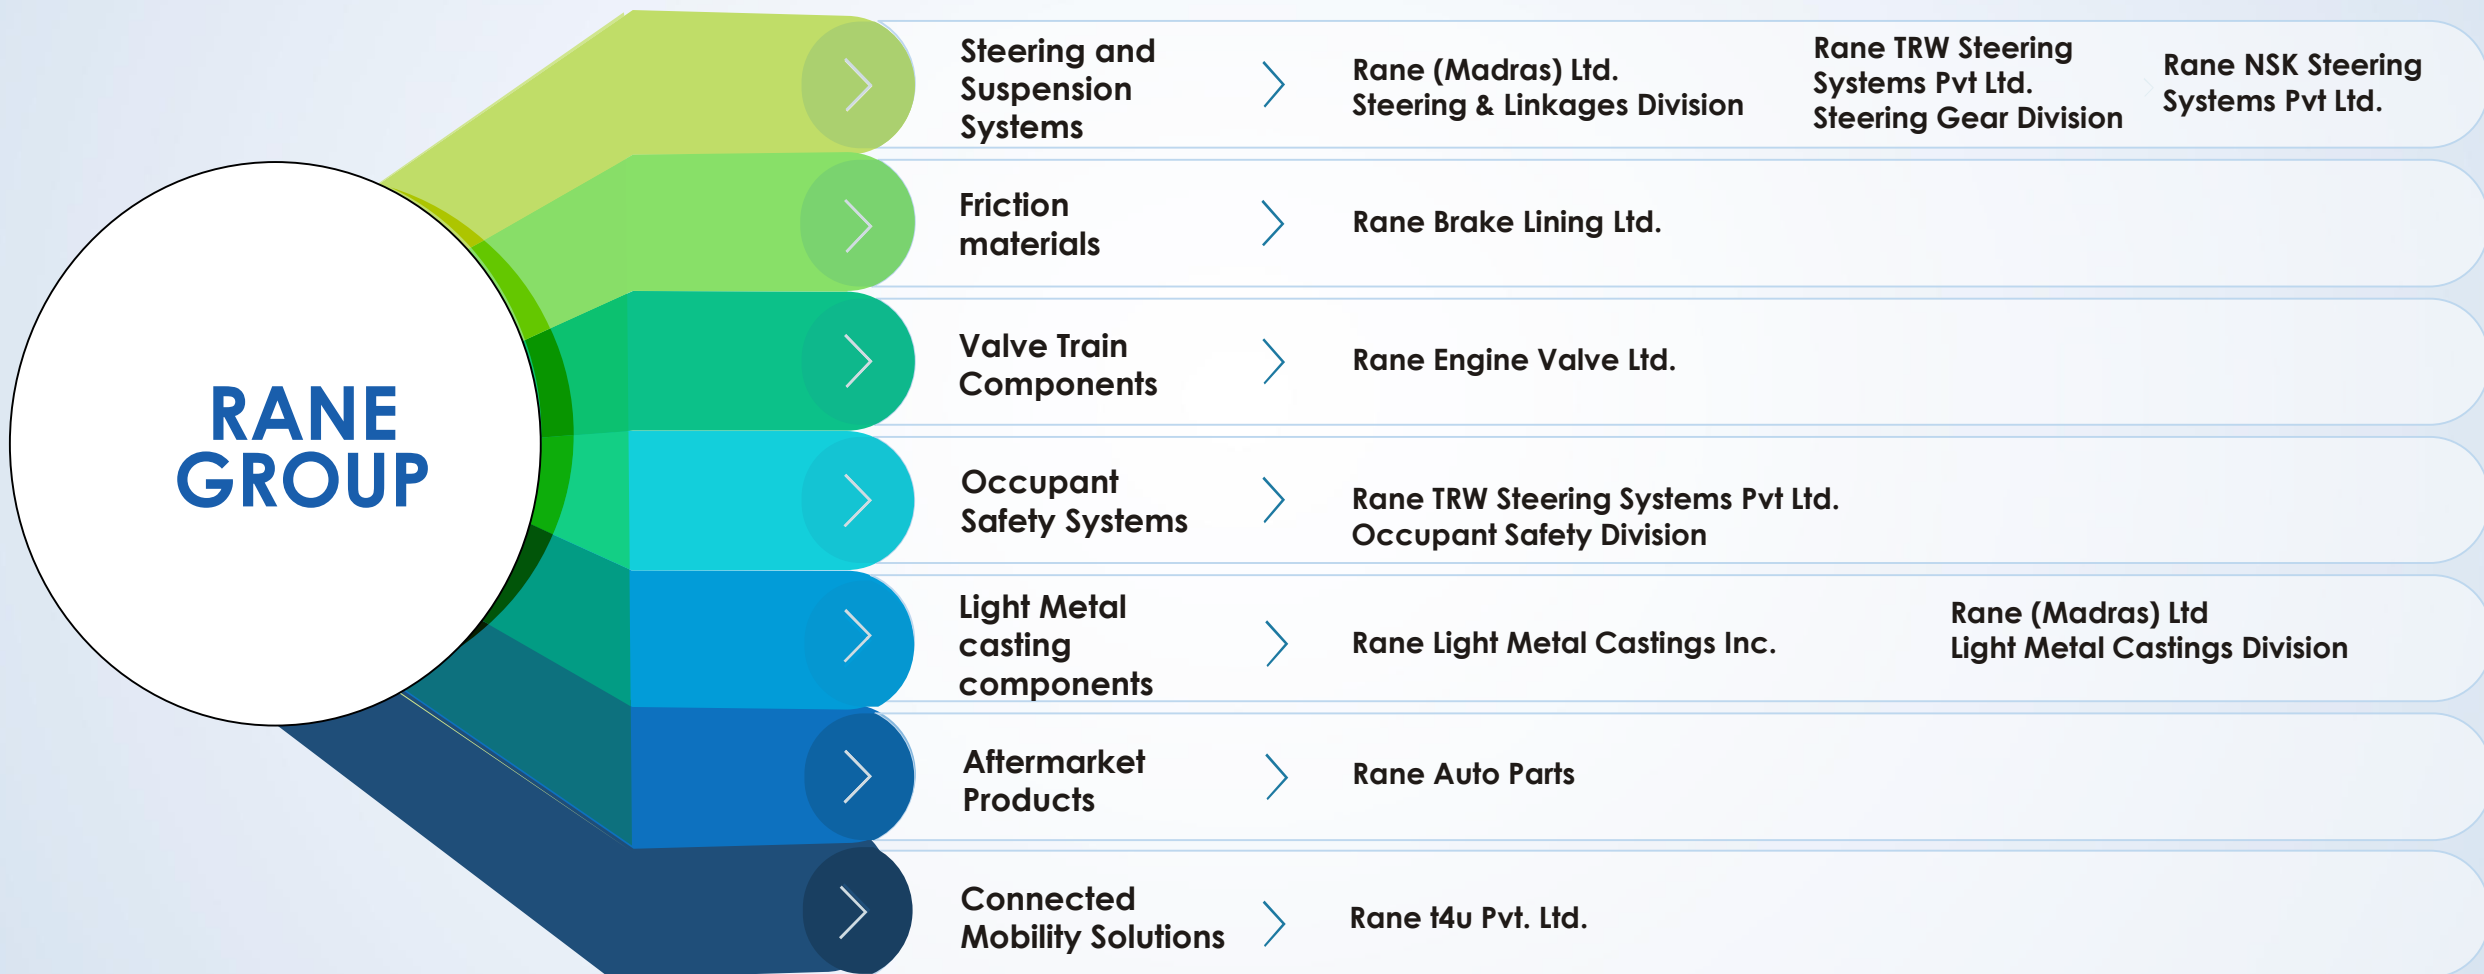 RANE
GROUP
Steering and
Suspension
Systems
Rane (Madras) Ltd.
Steering & Linkages Division
Rane TRW Steering
Systems Pvt Ltd.
Steering Gear Division
Rane NSK Steering
Systems Pvt Ltd.
Friction
materials
Rane Brake Lining Ltd.
Valve Train
Components
Rane Engine Valve Ltd.
Occupant
Safety Systems
Rane TRW Steering Systems Pvt Ltd.
Occupant Safety Division
Light Metal
casting
components
Rane Light Metal Castings Inc.
Rane (Madras) Ltd
Light Metal Castings Division
Aftermarket
Products
Rane Auto Parts
Connected
Mobility Solutions
Rane t4u Pvt. Ltd.